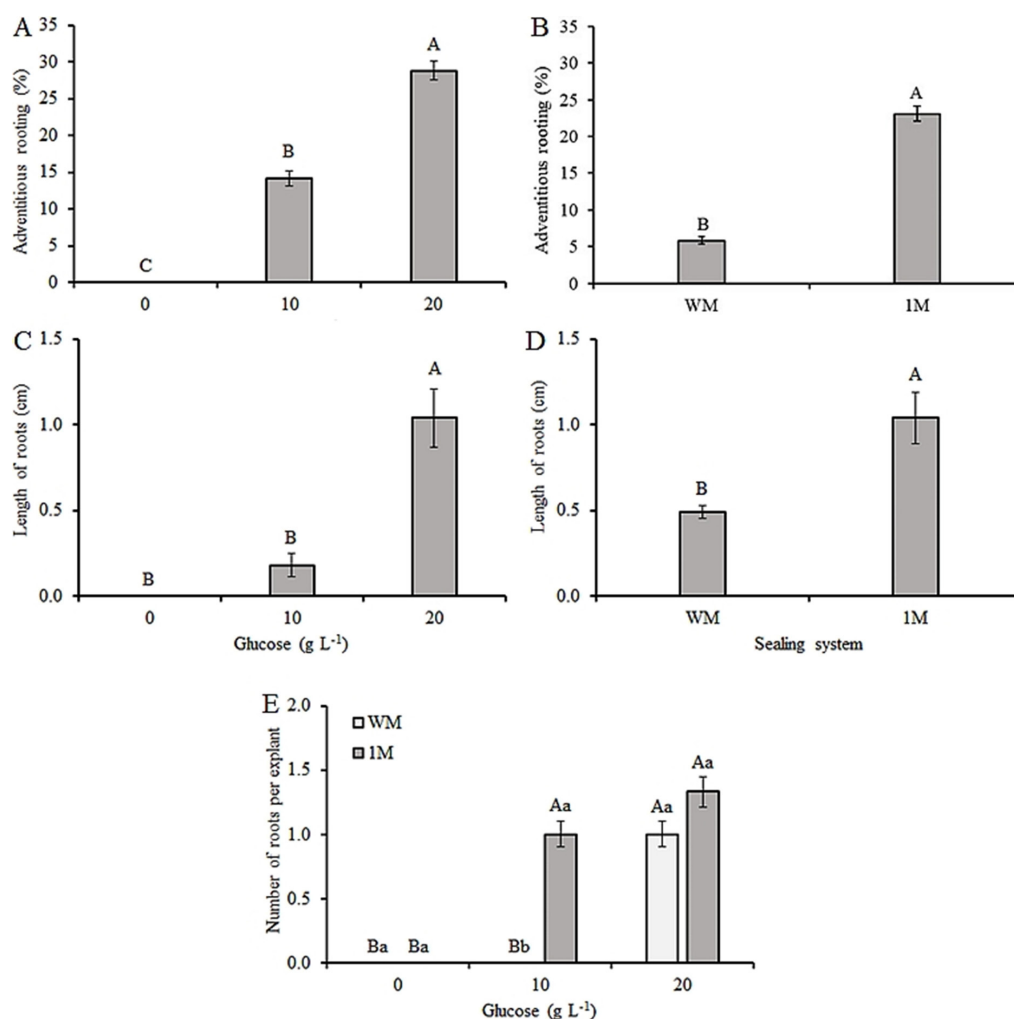 A
Adventitious rooting (%)
35
30
25
20
15
10
5
0
C
B
A
0 10 20
B
Adventitious rooting (%)
35
30
25
20
15
10
5
0
B
A
WM 1M
C
Length of roots (cm)
1.5
1.0
0.5
0.0
B
B
A
0 10 20
Glucose (g L⁻¹)
D
Length of roots (cm)
1.5
1.0
0.5
0.0
B
A
WM 1M
Sealing system
E
Number of roots per explant
2.0
1.5
1.0
0.5
0.0
WM
1M
Ba Ba Bb Aa Aa Aa
0 10 20
Glucose (g L⁻¹)